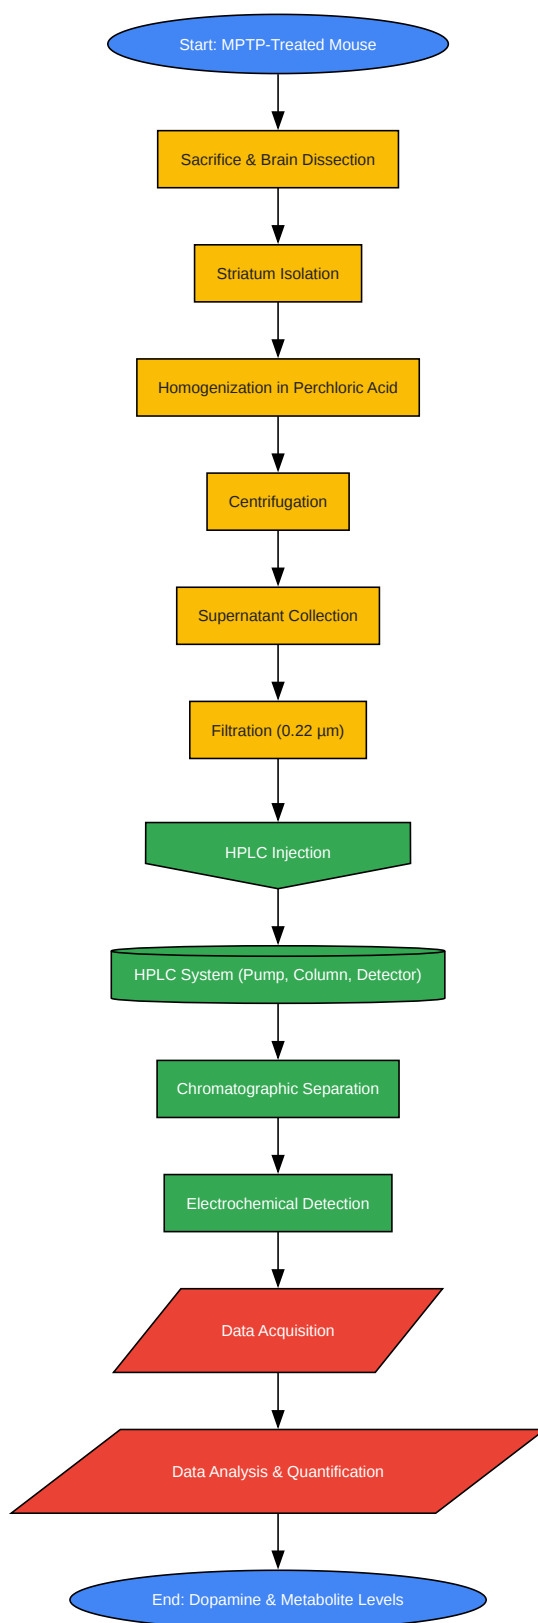 Start: MPTP-Treated Mouse
Sacrifice & Brain Dissection
Striatum Isolation
Homogenization in Perchloric Acid
Centrifugation
Supernatant Collection
Filtration (0.22 µm)
HPLC Injection
HPLC System (Pump, Column, Detector)
Chromatographic Separation
Electrochemical Detection
Data Acquisition
Data Analysis & Quantification
End: Dopamine & Metabolite Levels